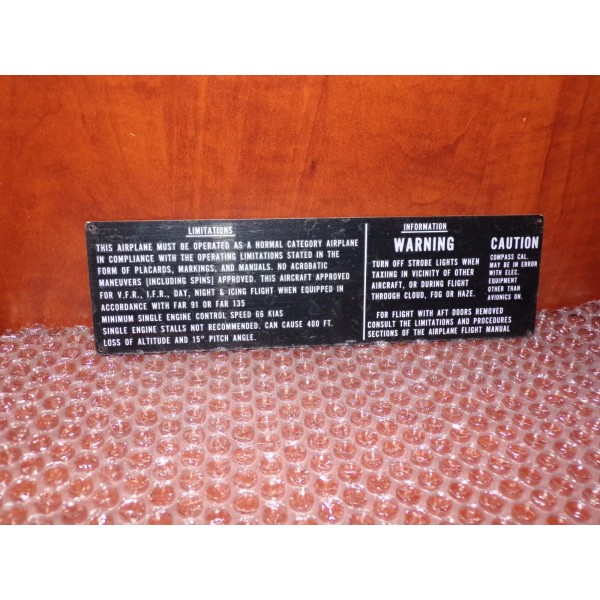 LIMITATIONS
THIS AIRPLANE MUST BE OPERATED AS A NORMAL CATEGORY AIRPLANE
IN COMPLIANCE WITH THE OPERATING LIMITATIONS STATED IN THE
FORM OF PLACARDS, MARKINGS, AND MANUALS. NO ACROBATIC
MANEUVERS (INCLUDING SPINS) APPROVED. THIS AIRCRAFT APPROVED
FOR V.F.R., I.F.R., DAY, NIGHT & ICING FLIGHT WHEN EQUIPPED IN
ACCORDANCE WITH FAR 91 OR FAR 135
MINIMUM SINGLE ENGINE CONTROL SPEED 66 KIAS
SINGLE ENGINE STALLS NOT RECOMMENDED. CAN CAUSE 400 FT.
LOSS OF ALTITUDE AND 15° PITCH ANGLE.
INFORMATION
WARNING
TURN OFF STROBE LIGHTS WHEN
TAXIING IN VICINITY OF OTHER
AIRCRAFT, OR DURING FLIGHT
THROUGH CLOUD, FOG OR HAZE.
CAUTION
COMPASS CAL.
MAY BE IN ERROR
WITH ELEC.
EQUIPMENT
OTHER THAN
AVIONICS ON.
FOR FLIGHT WITH AFT DOORS REMOVED
CONSULT THE LIMITATIONS AND PROCEDURES
SECTIONS OF THE AIRPLANE FLIGHT MANUAL